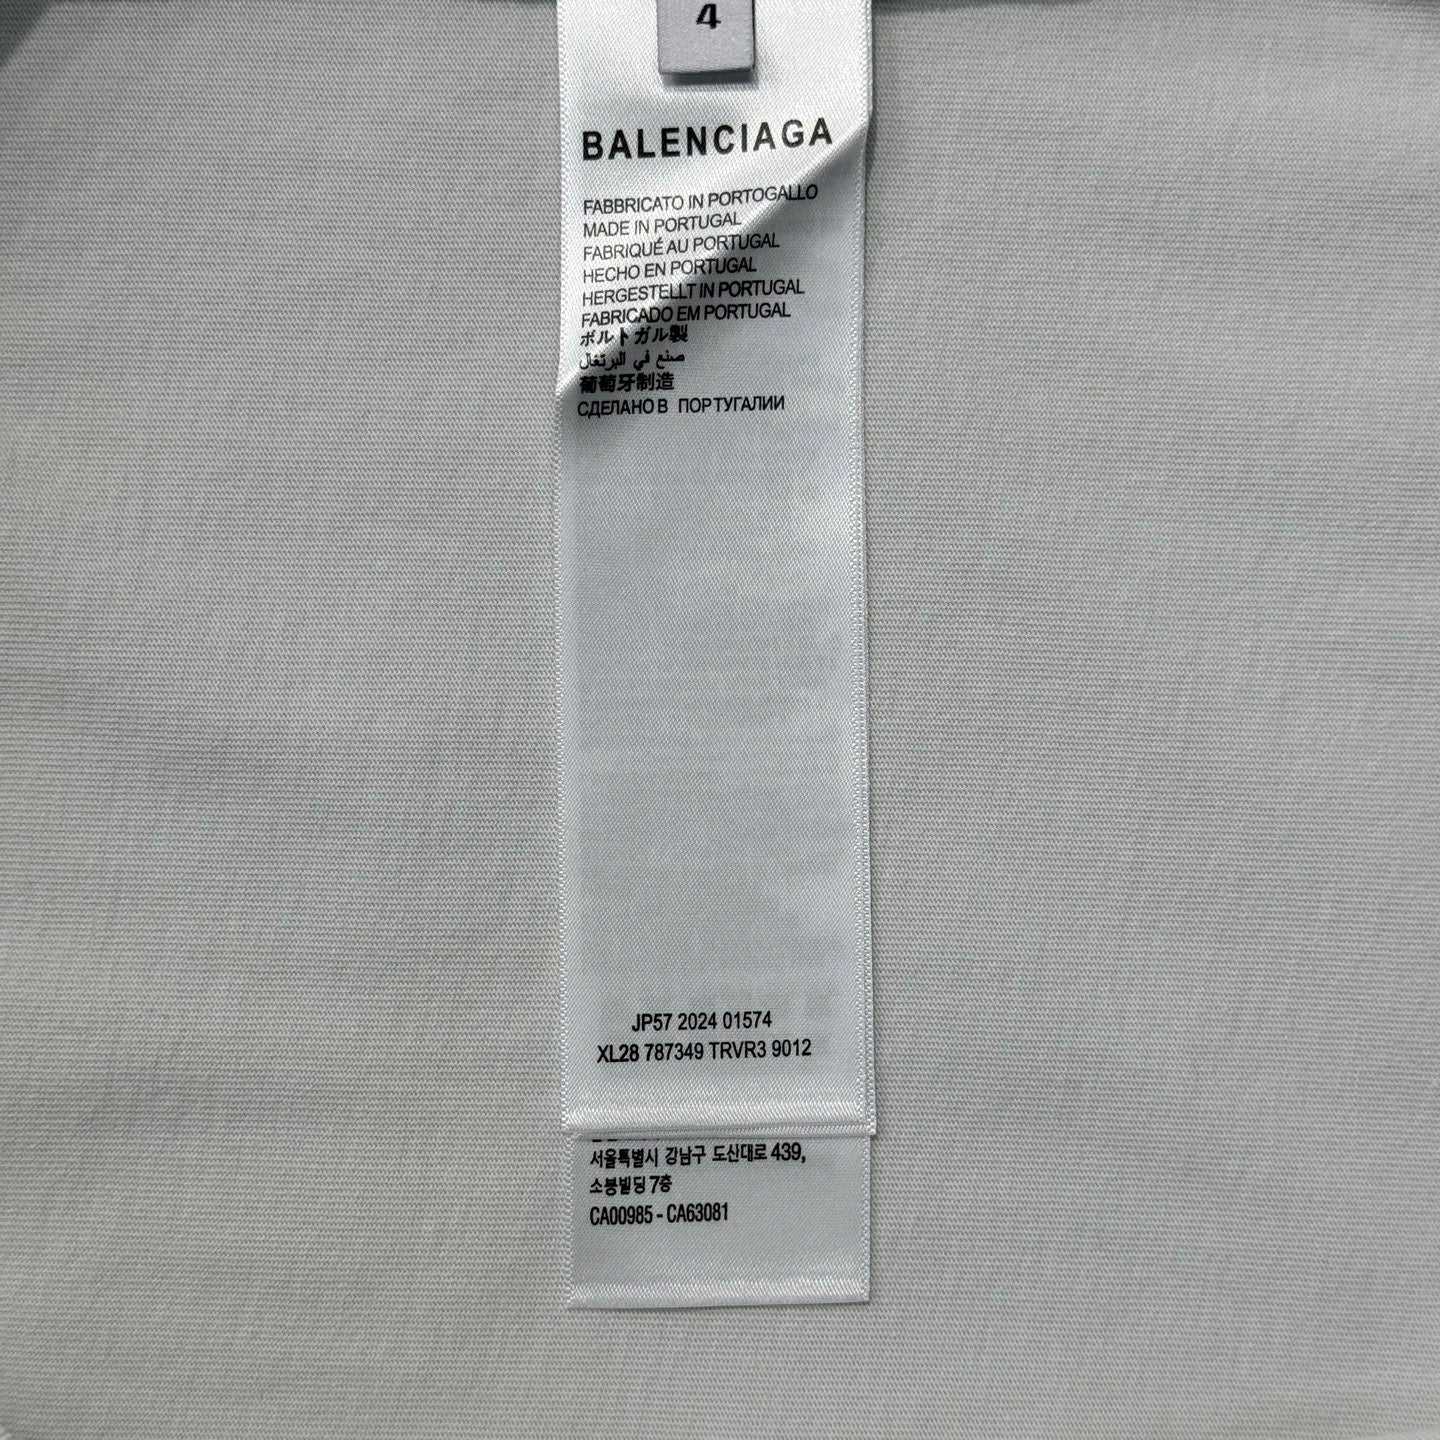 4
BALENCIAGA
FABBRICATO IN PORTOGALLO
MADE IN PORTUGAL
FABRIQUÉ AU PORTUGAL
HECHO EN PORTUGAL
HERGESTELLT IN PORTUGAL
FABRICADO EM PORTUGAL
ポルトガル製
صنع في البرتغال
葡萄牙制造
СДЕЛАНО В ПОРТУГАЛИИ
JP57 2024 01574
XL28 787349 TRVR3 9012
서울특별시 강남구 도산대로 439,
소봉빌딩 7층
CA00985 - CA63081